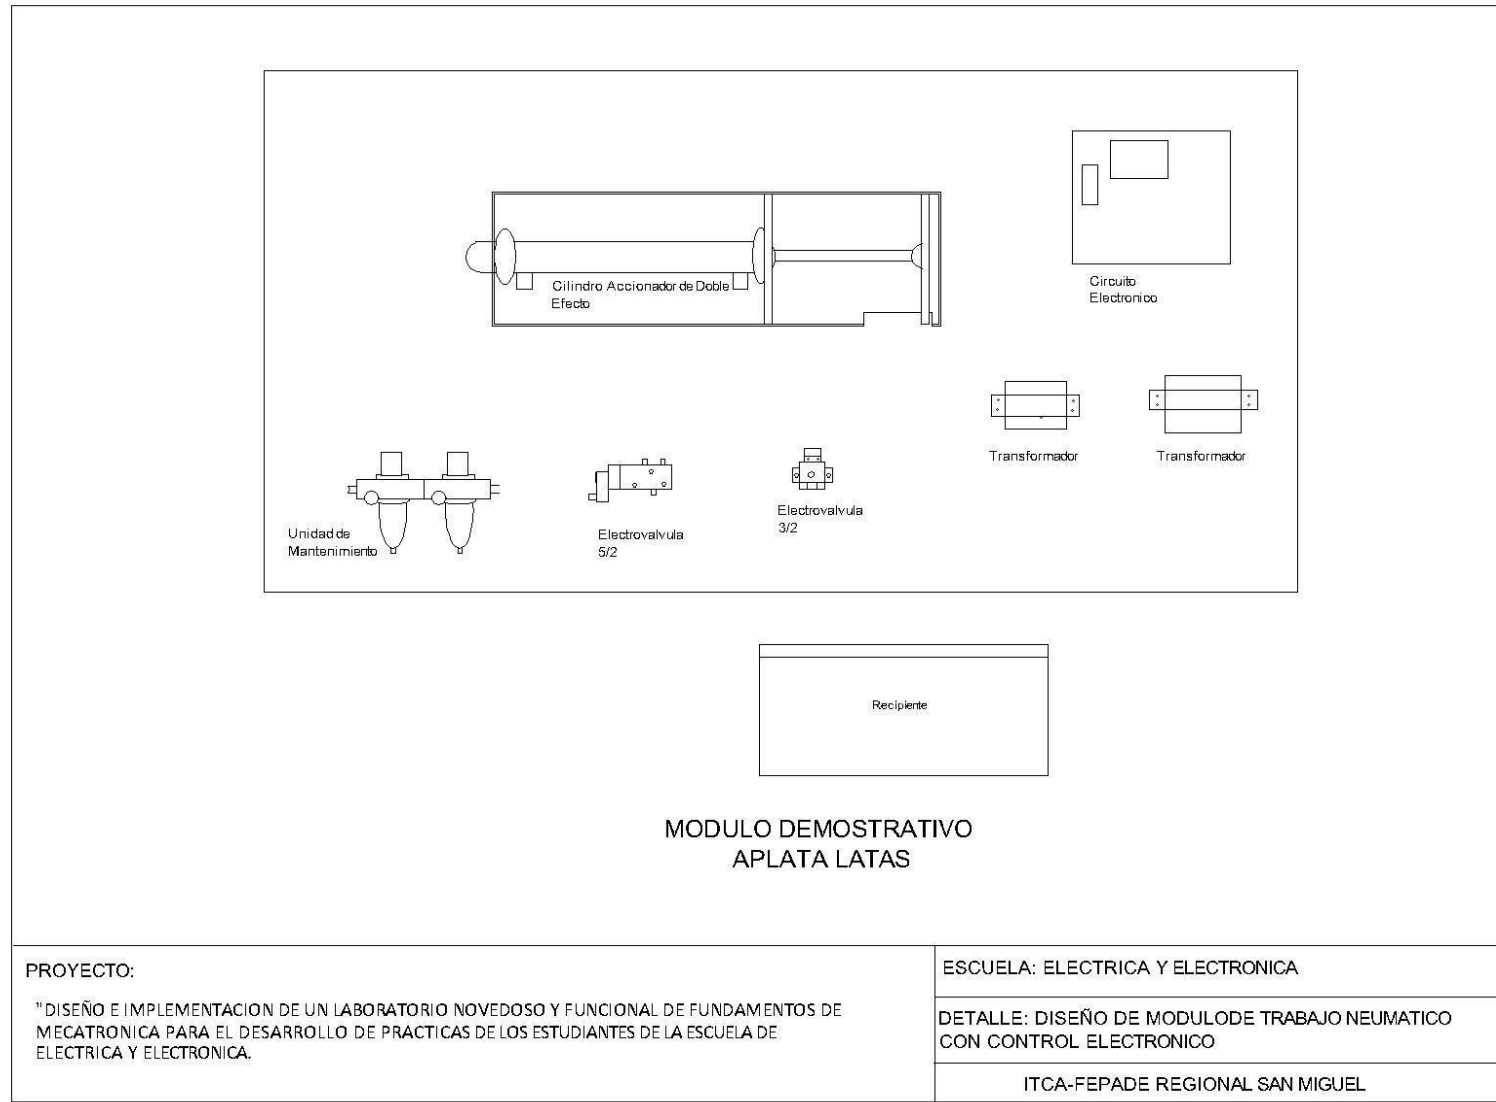 Cilindro Accionador de Doble
Efecto
Circuito
Electronico
Transformador
Transformador
Unidad de
Mantenimiento
Electrovalvula
5/2
Electrovalvula
3/2
Recipiente
MODULO DEMOSTRATIVO
APLATA LATAS
PROYECTO:
"DISEÑO E IMPLEMENTACION DE UN LABORATORIO NOVEDOSO Y FUNCIONAL DE FUNDAMENTOS DE
MECATRONICA PARA EL DESARROLLO DE PRACTICAS DE LOS ESTUDIANTES DE LA ESCUELA DE
ELECTRICA Y ELECTRONICA.
ESCUELA: ELECTRICA Y ELECTRONICA
DETALLE: DISEÑO DE MODULODE TRABAJO NEUMATICO
CON CONTROL ELECTRONICO
ITCA-FEPADE REGIONAL SAN MIGUEL